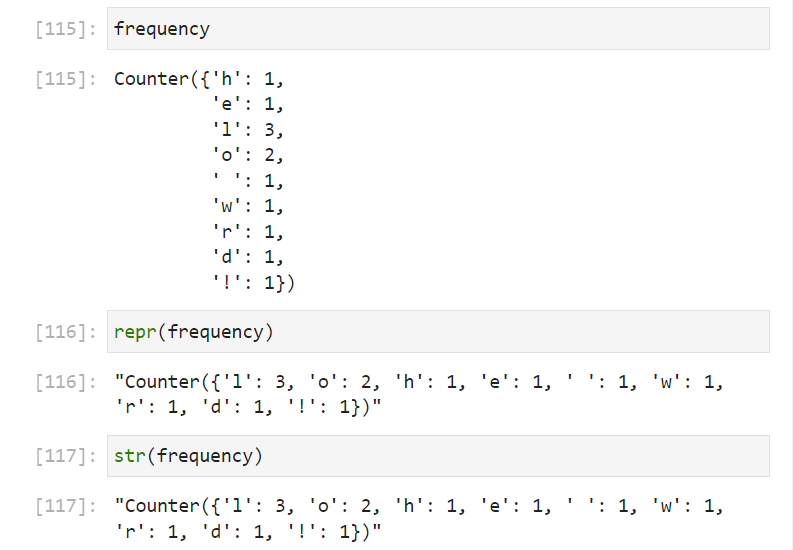 [115]: frequency
[115]: Counter({'h': 1,
'e': 1,
'l': 3,
'o': 2,
' ': 1,
'w': 1,
'r': 1,
'd': 1,
'!': 1})
[116]: repr(frequency)
[116]: "Counter({'l': 3, 'o': 2, 'h': 1, 'e': 1, ' ': 1, 'w': 1,
'r': 1, 'd': 1, '!': 1})"
[117]: str(frequency)
[117]: "Counter({'l': 3, 'o': 2, 'h': 1, 'e': 1, ' ': 1, 'w': 1,
'r': 1, 'd': 1, '!': 1})"